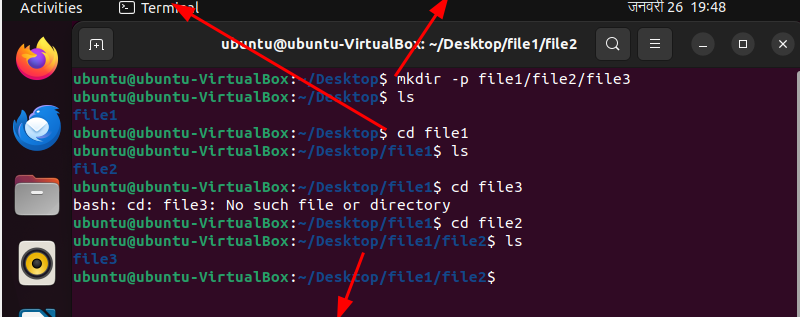 Activities
Terminal
जनवरी 26 19:48
ubuntu@ubuntu-VirtualBox: ~/Desktop/file1/file2
ubuntu@ubuntu-VirtualBox:~/Desktop$ mkdir -p file1/file2/file3
ubuntu@ubuntu-VirtualBox:~/Desktop$ ls
file1
ubuntu@ubuntu-VirtualBox:~/Desktop$ cd file1
ubuntu@ubuntu-VirtualBox:~/Desktop/file1$ ls
file2
ubuntu@ubuntu-VirtualBox:~/Desktop/file1$ cd file3
bash: cd: file3: No such file or directory
ubuntu@ubuntu-VirtualBox:~/Desktop/file1$ cd file2
ubuntu@ubuntu-VirtualBox:~/Desktop/file1/file2$ ls
file3
ubuntu@ubuntu-VirtualBox:~/Desktop/file1/file2$